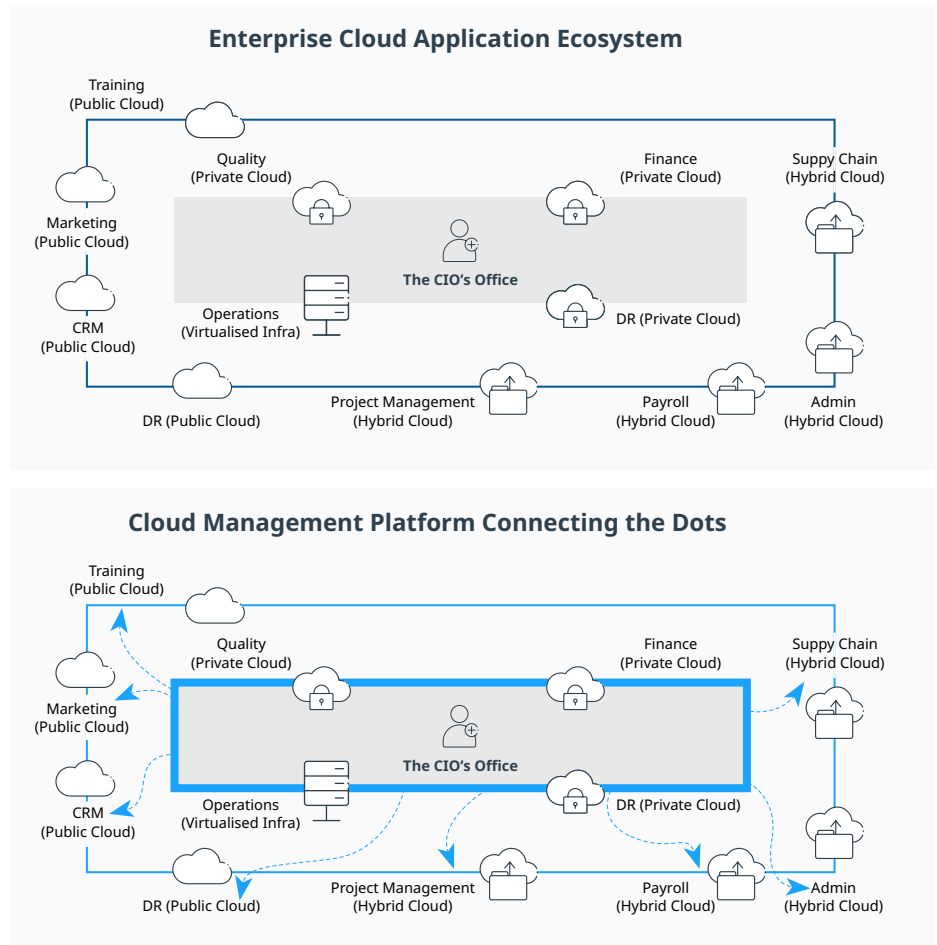 Enterprise Cloud Application Ecosystem
Training
(Public Cloud)
Quality
(Private Cloud)
Finance
(Private Cloud)
Suppy Chain
(Hybrid Cloud)
Marketing
(Public Cloud)
The CIO’s Office
Operations
(Virtualised Infra)
DR (Private Cloud)
CRM
(Public Cloud)
DR (Public Cloud)
Project Management
(Hybrid Cloud)
Payroll
(Hybrid Cloud)
Admin
(Hybrid Cloud)
Cloud Management Platform Connecting the Dots
Training
(Public Cloud)
Quality
(Private Cloud)
Finance
(Private Cloud)
Suppy Chain
(Hybrid Cloud)
Marketing
(Public Cloud)
The CIO’s Office
Operations
(Virtualised Infra)
DR (Private Cloud)
CRM
(Public Cloud)
DR (Public Cloud)
Project Management
(Hybrid Cloud)
Payroll
(Hybrid Cloud)
Admin
(Hybrid Cloud)